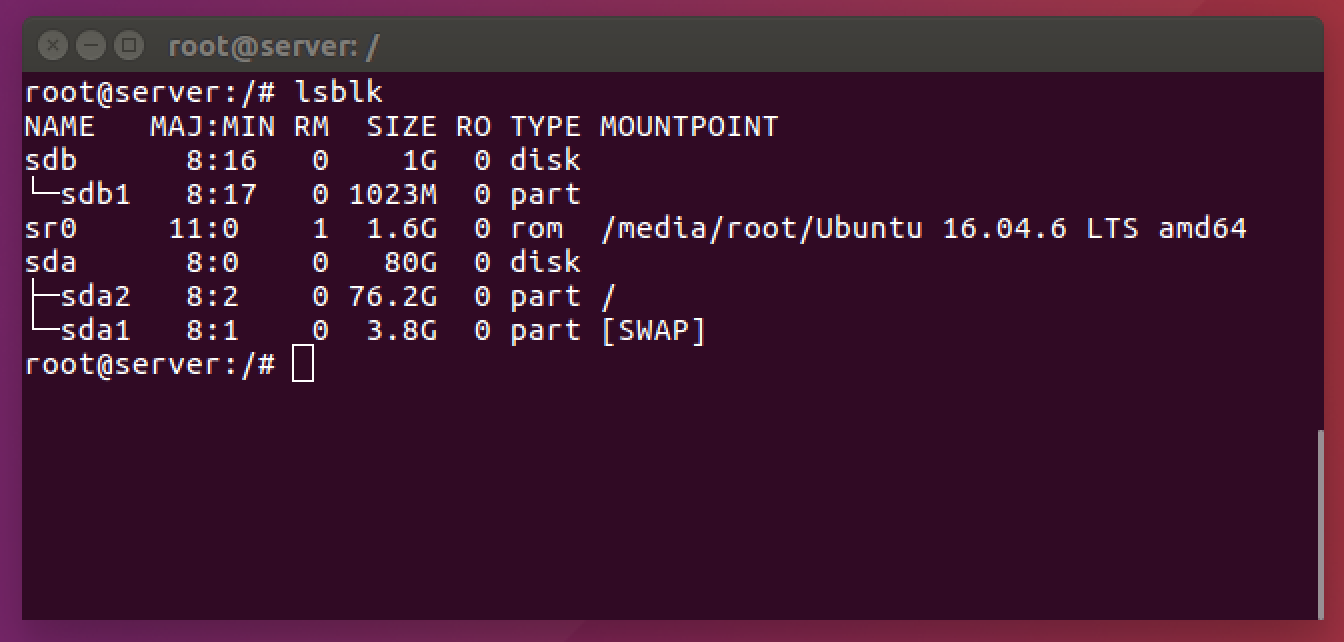 root@server: /
root@server:/# lsblk
NAME   MAJ:MIN RM  SIZE RO TYPE MOUNTPOINT
sdb      8:16   0    1G  0 disk
└─sdb1   8:17   0 1023M  0 part
sr0     11:0    1  1.6G  0 rom  /media/root/Ubuntu 16.04.6 LTS amd64
sda      8:0    0   80G  0 disk
├─sda2   8:2    0 76.2G  0 part /
└─sda1   8:1    0  3.8G  0 part [SWAP]
root@server:/#